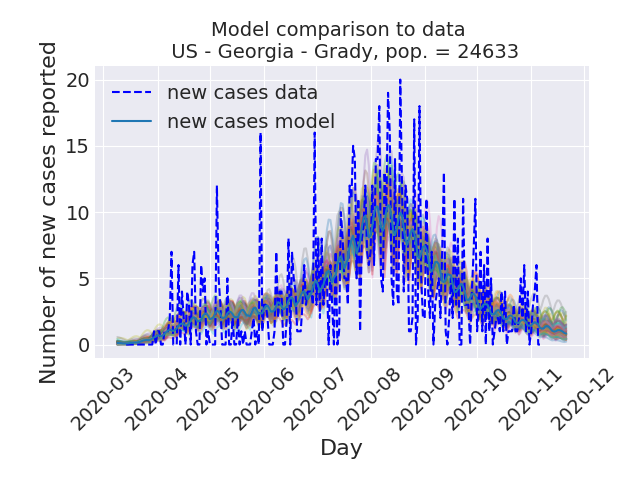 Model comparison to data
US - Georgia - Grady, pop. = 24633
Number of new cases reported
20
15
10
5
0
new cases data
new cases model
2020-03
2020-04
2020-05
2020-06
2020-07
2020-08
2020-09
2020-10
2020-11
2020-12
Day